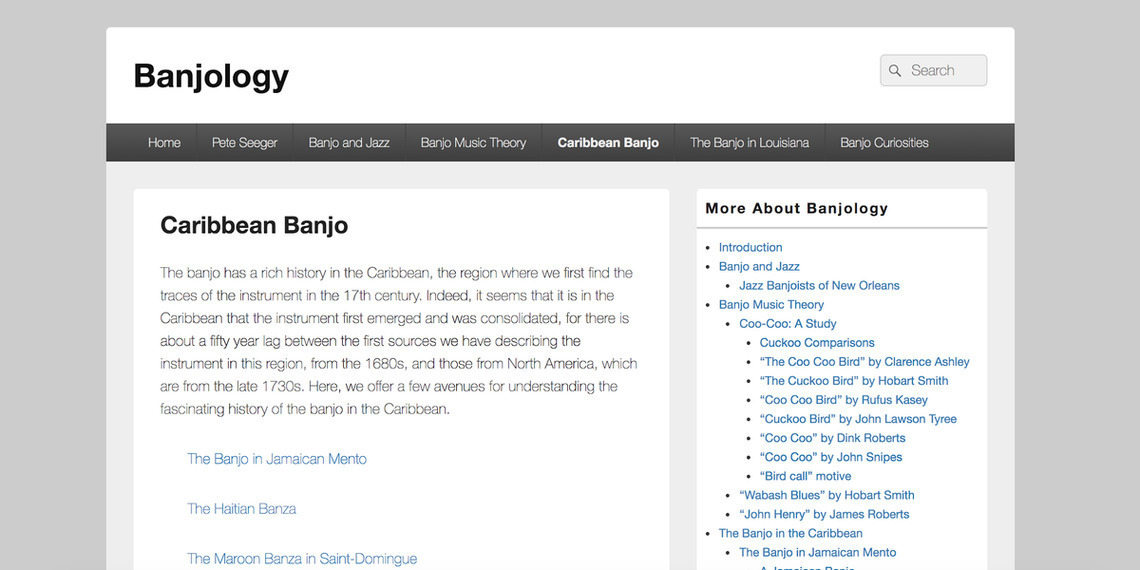 Banjology
Search
Home
Pete Seeger
Banjo and Jazz
Banjo Music Theory
Caribbean Banjo
The Banjo in Louisiana
Banjo Curiosities
Caribbean Banjo
The banjo has a rich history in the Caribbean, the region where we first find the
traces of the instrument in the 17th century. Indeed, it seems that it is in the
Caribbean that the instrument first emerged and was consolidated, for there is
about a fifty year lag between the first sources we have describing the
instrument in this region, from the 1680s, and those from North America, which
are from the late 1730s. Here, we offer a few avenues for understanding the
fascinating history of the banjo in the Caribbean.
The Banjo in Jamaican Mento
The Haitian Banza
The Maroon Banza in Saint-Domingue
More About Banjology
Introduction
Banjo and Jazz
Jazz Banjoists of New Orleans
Banjo Music Theory
Coo-Coo: A Study
Cuckoo Comparisons
“The Coo Coo Bird” by Clarence Ashley
“The Cuckoo Bird” by Hobart Smith
“Coo Coo Bird” by Rufus Kasey
“Cuckoo Bird” by John Lawson Tyree
“Coo Coo” by Dink Roberts
“Coo Coo” by John Snipes
“Bird call” motive
“Wabash Blues” by Hobart Smith
“John Henry” by James Roberts
The Banjo in the Caribbean
The Banjo in Jamaican Mento
A Jamaican Banjo